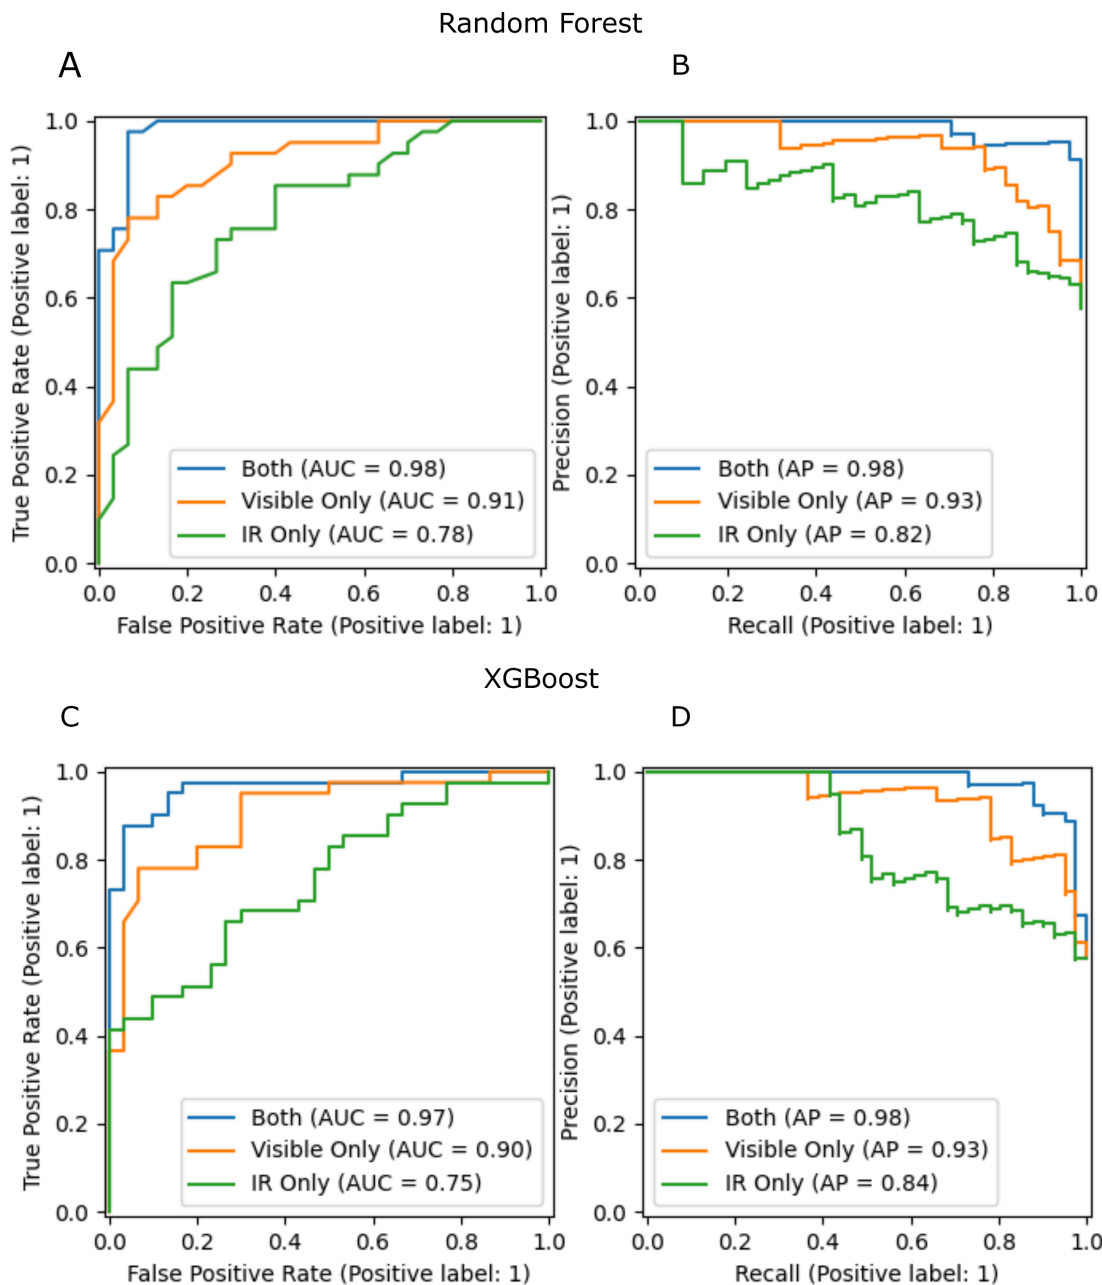 Random Forest
A
B
1.0
0.8
0.6
0.4
0.2
0.0
True Positive Rate (Positive label: 1)
Both (AUC = 0.98)
Visible Only (AUC = 0.91)
IR Only (AUC = 0.78)
0.0 0.2 0.4 0.6 0.8 1.0
False Positive Rate (Positive label: 1)
1.0
0.8
0.6
0.4
0.2
0.0
Precision (Positive label: 1)
Both (AP = 0.98)
Visible Only (AP = 0.93)
IR Only (AP = 0.82)
0.0 0.2 0.4 0.6 0.8 1.0
Recall (Positive label: 1)
XGBoost
C
D
1.0
0.8
0.6
0.4
0.2
0.0
True Positive Rate (Positive label: 1)
Both (AUC = 0.97)
Visible Only (AUC = 0.90)
IR Only (AUC = 0.75)
0.0 0.2 0.4 0.6 0.8 1.0
False Positive Rate (Positive label: 1)
1.0
0.8
0.6
0.4
0.2
0.0
Precision (Positive label: 1)
Both (AP = 0.98)
Visible Only (AP = 0.93)
IR Only (AP = 0.84)
0.0 0.2 0.4 0.6 0.8 1.0
Recall (Positive label: 1)